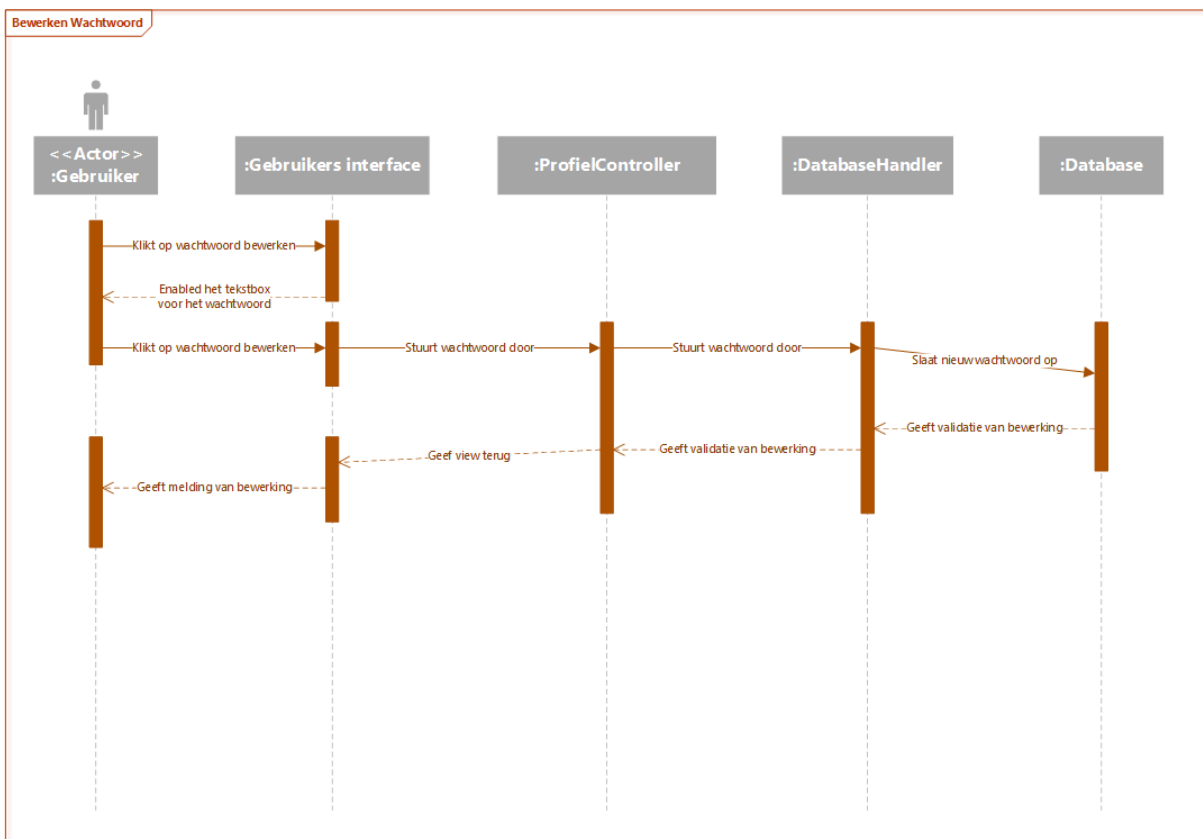 Bewerken Wachtwoord
<<Actor>>
:Gebruiker
:Gebruikers interface
:ProfielController
:DatabaseHandler
:Database
Klikt op wachtwoord bewerken
Enabled het tekstbox
voor het wachtwoord
Klikt op wachtwoord bewerken
Stuurt wachtwoord door
Stuurt wachtwoord door
Slaat nieuw wachtwoord op
Geeft validatie van bewerking
Geeft validatie van bewerking
Geef view terug
Geeft melding van bewerking